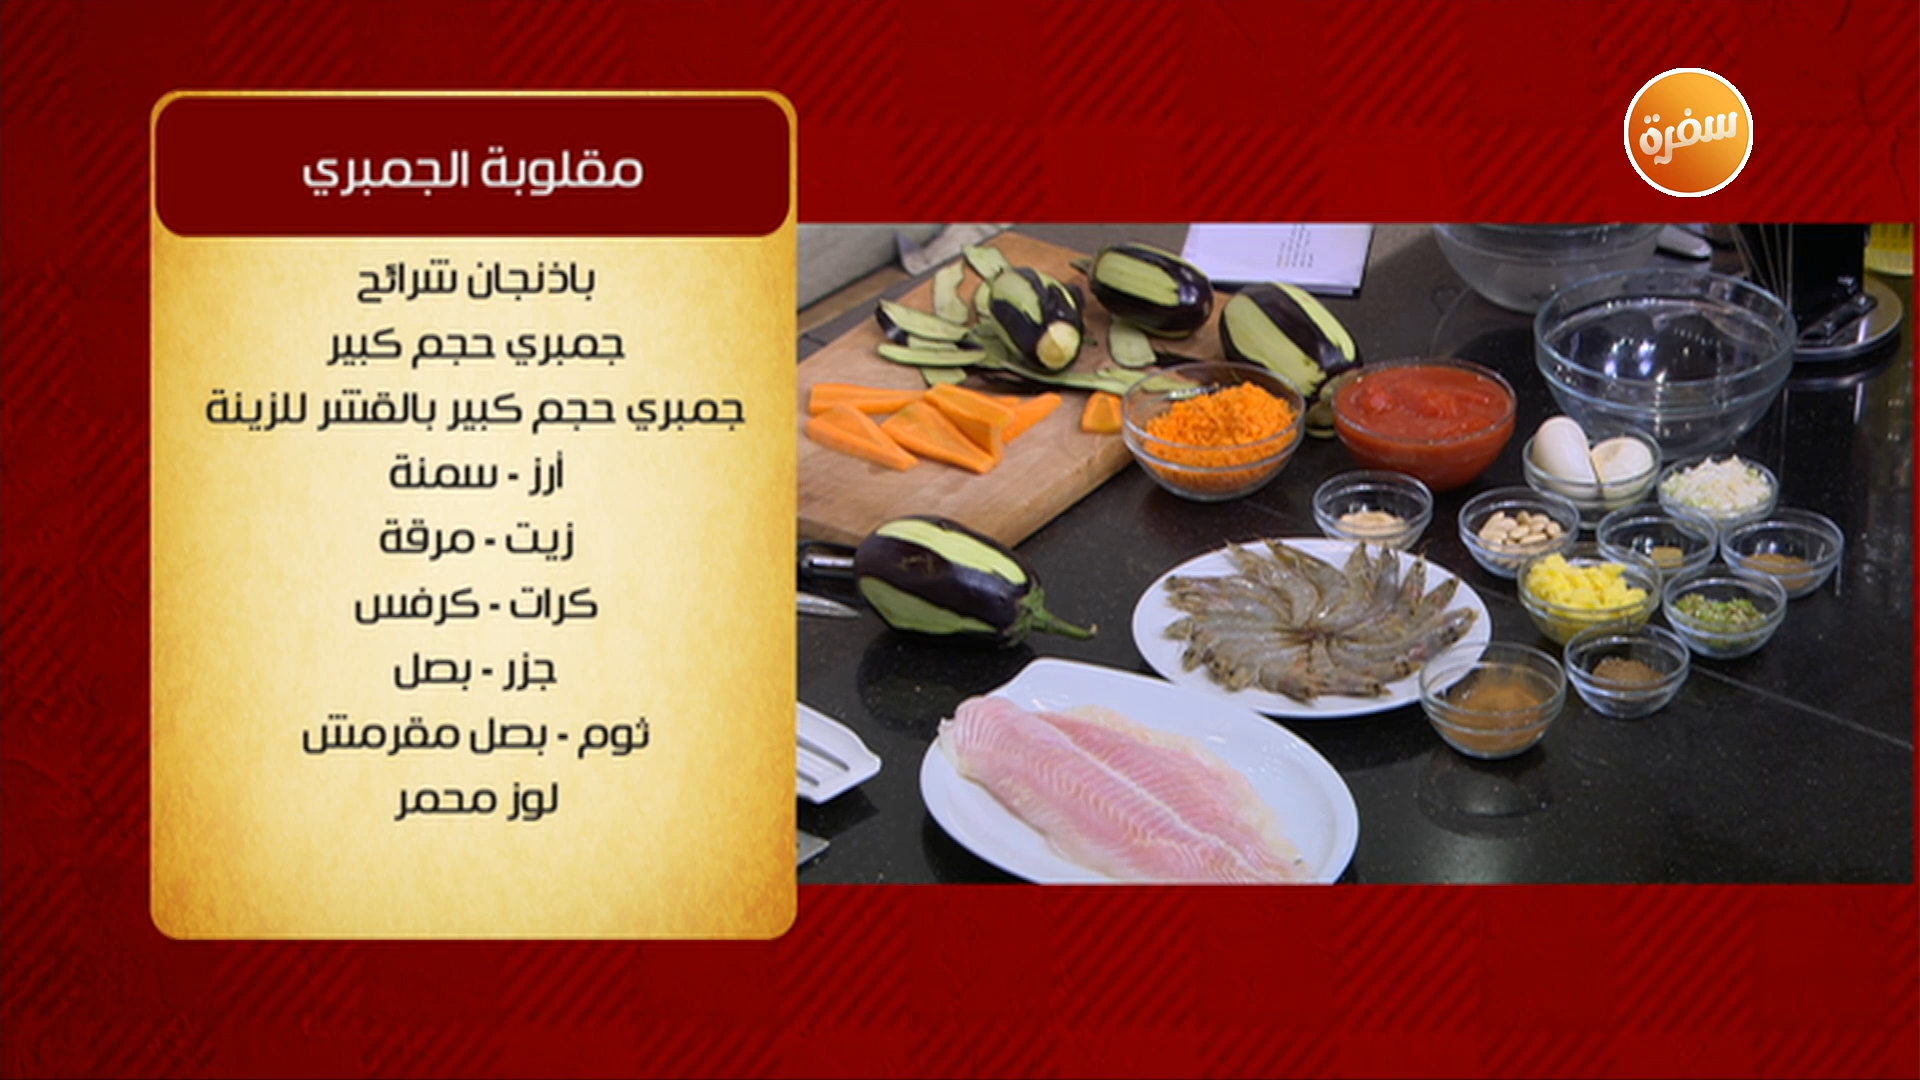 مقلوبة الجمبري
باذنجان شرائح
جمبري حجم كبير
جمبري حجم كبير بالقشر للزينة
أرز - سمنة
زيت - مرقة
كرات - كرفس
جزر - بصل
ثوم - بصل مقرمش
لوز محمر
سفرة